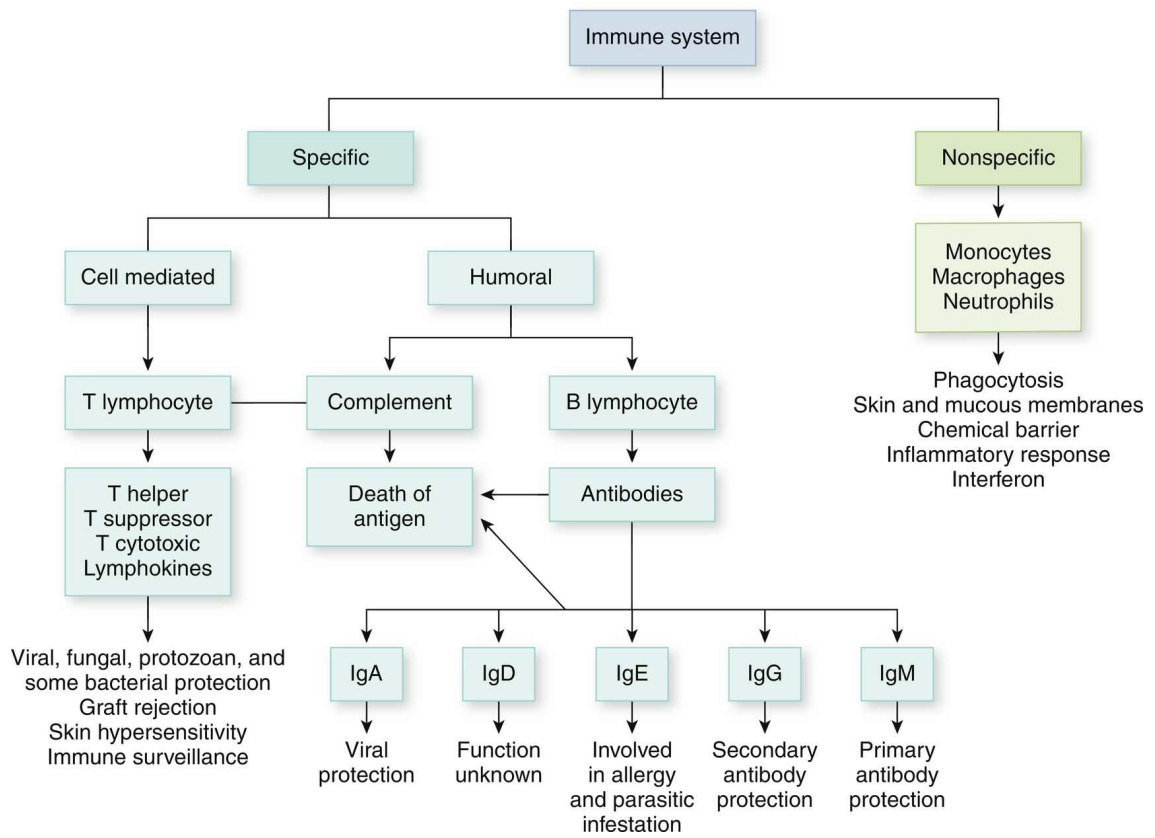 Immune system
Specific
Nonspecific
Cell mediated
Humoral
Monocytes
Macrophages
Neutrophils
T lymphocyte
Complement
B lymphocyte
Phagocytosis
Skin and mucous membranes
Chemical barrier
Inflammatory response
Interferon
T helper
T suppressor
T cytotoxic
Lymphokines
Death of
antigen
Antibodies
Viral, fungal, protozoan, and
some bacterial protection
Graft rejection
Skin hypersensitivity
Immune surveillance
IgA
IgD
IgE
IgG
IgM
Viral
protection
Function
unknown
Involved
in allergy
and parasitic
infestation
Secondary
antibody
protection
Primary
antibody
protection